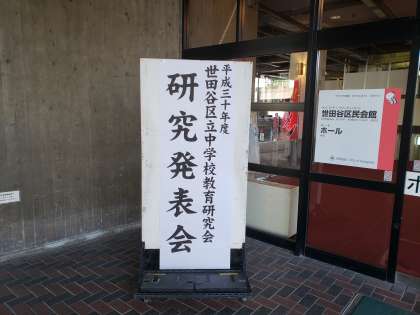 平成三十年度
世田谷区立中学校教育研究会
研究発表会
世田谷区民会館
ホール